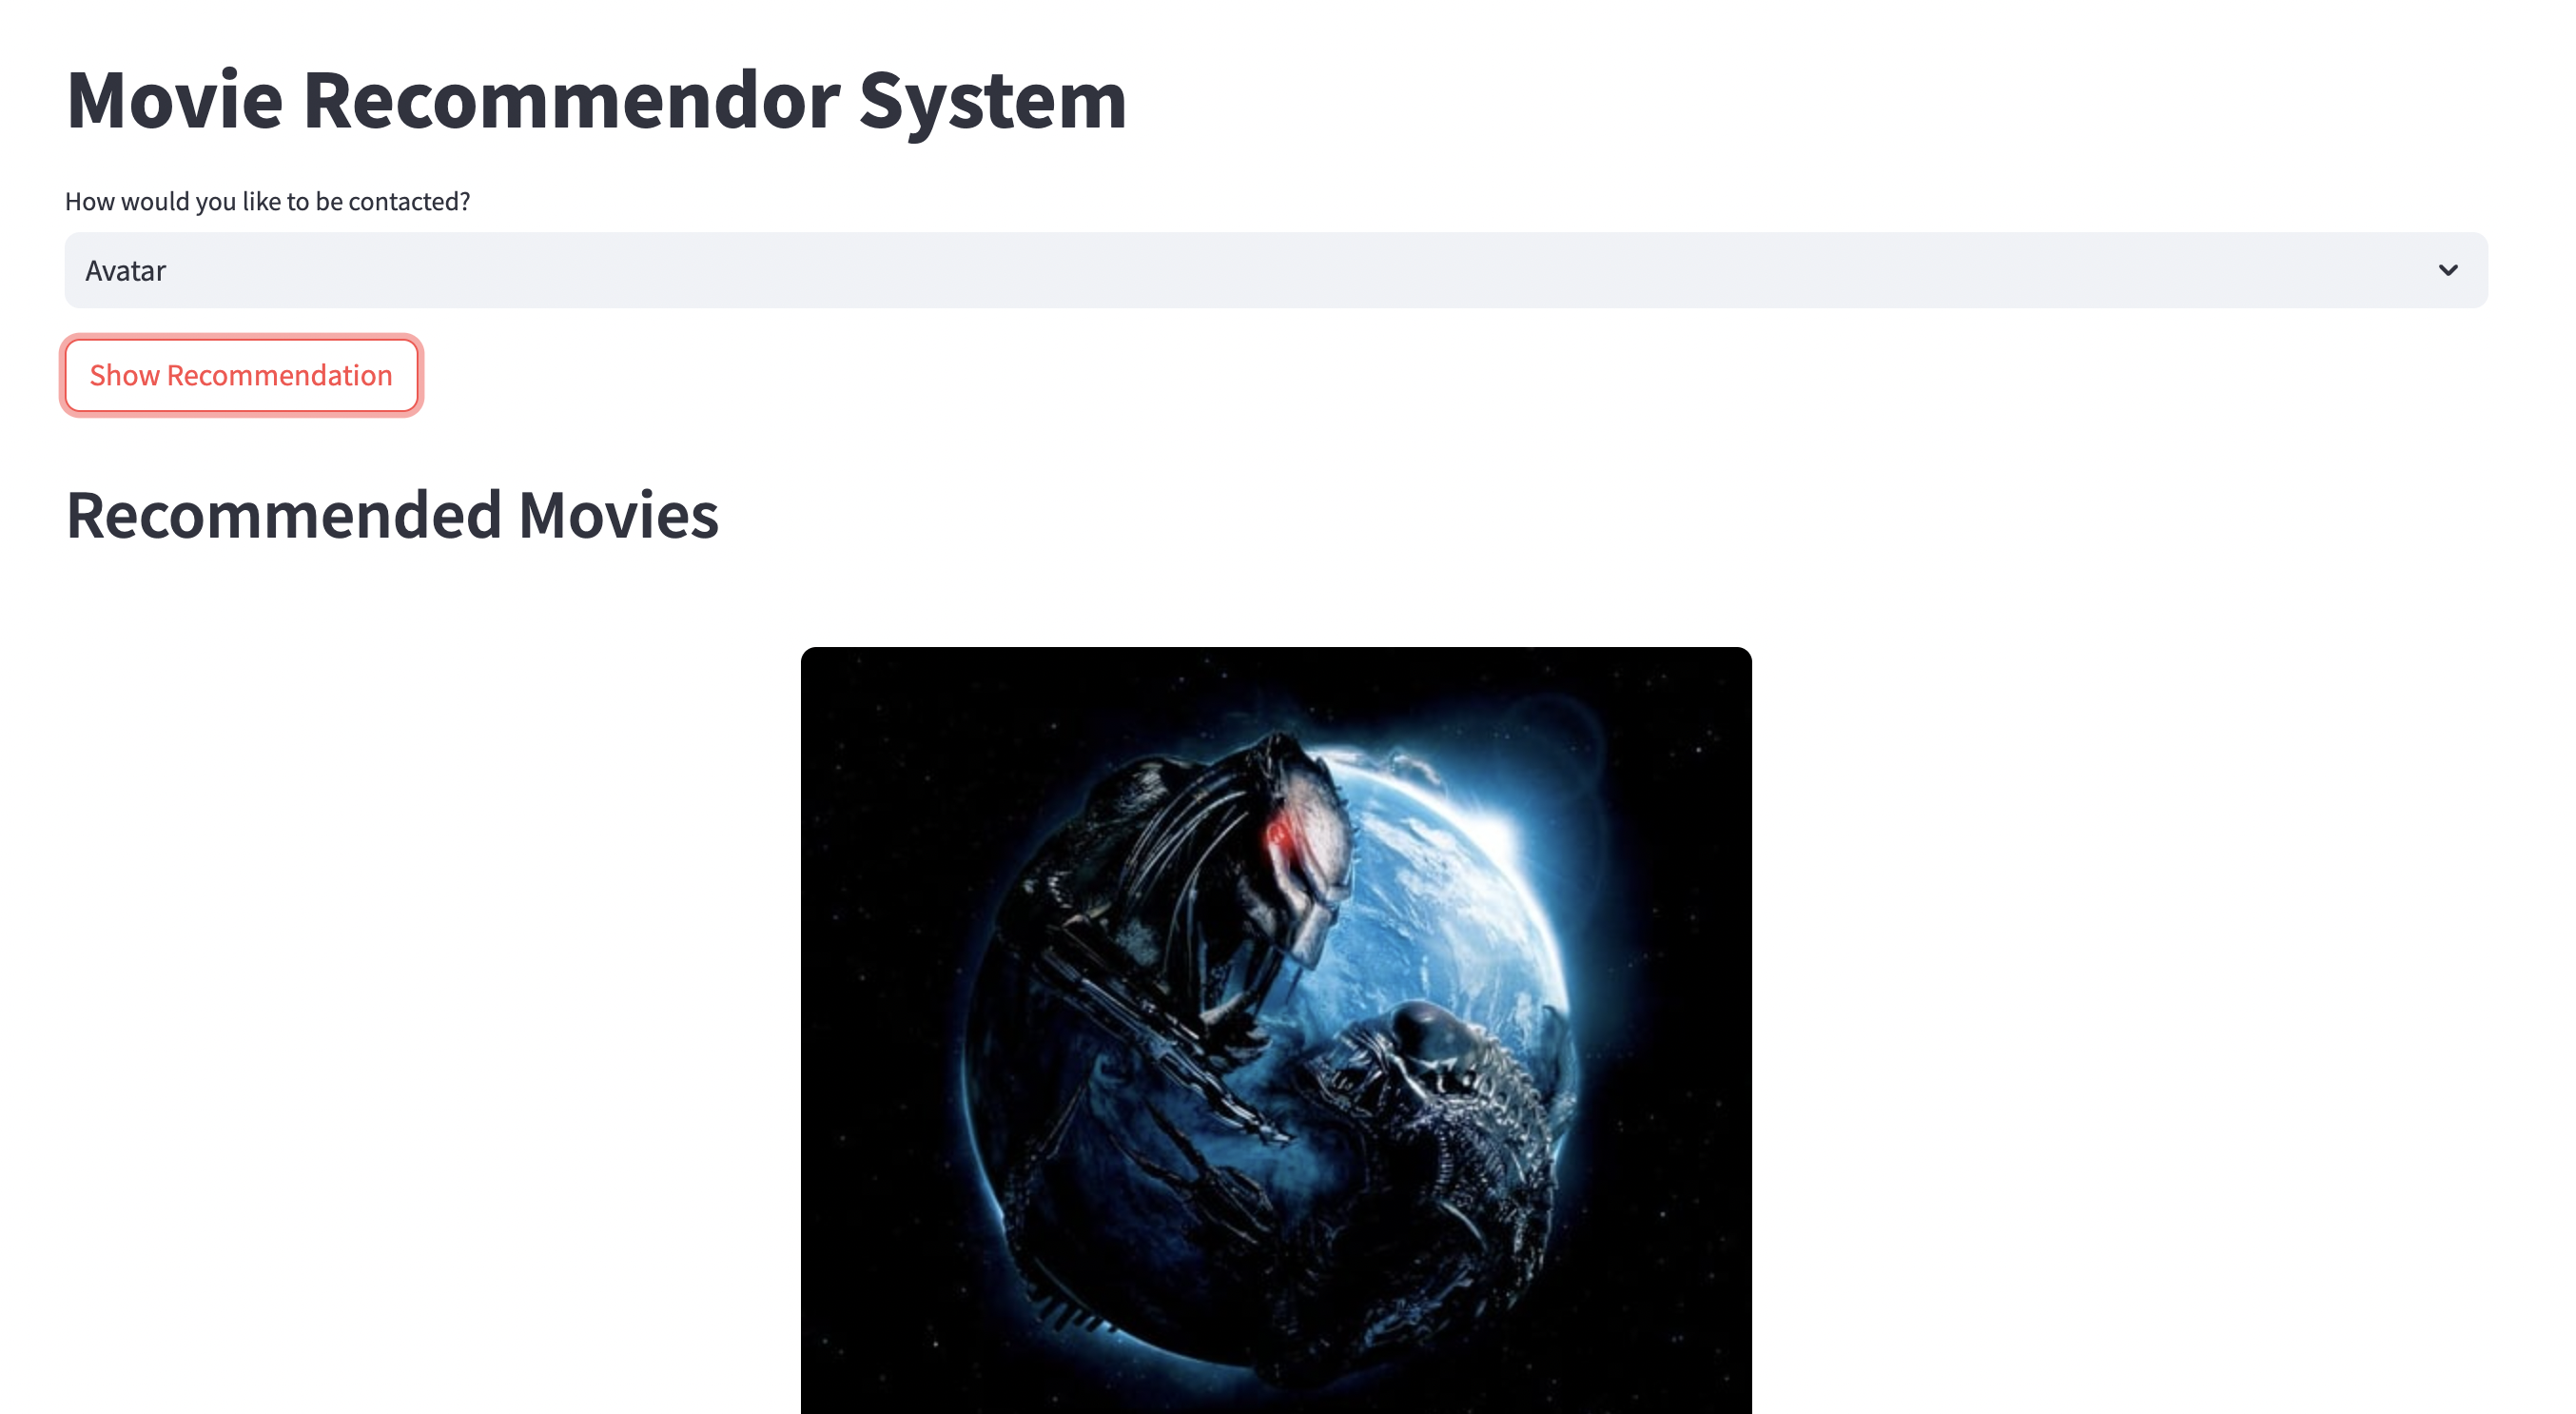 Movie Recommendor System
How would you like to be contacted?
Avatar
Show Recommendation
Recommended Movies